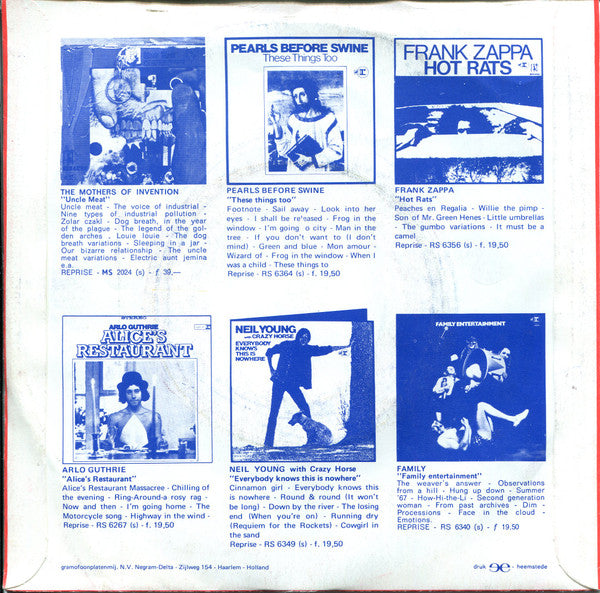 PEARLS BEFORE SWINE
These Things Too
FRANK ZAPPA
HOT RATS
THE MOTHERS OF INVENTION
"Uncle Meat"
Uncle meat - The voice of industrial -
Nine types of industrial pollution -
Zolar czakl - Dog breath, in the year
of the plague - The legend of the gol-
den arches . Louie louie - The dog
breath variations - Sleeping in a jar -
Our bizarre relationship - The uncle
meat variations - Electric aunt jemina
e.a.
REPRISE - MS 2024 (s) - f 39,—
PEARLS BEFORE SWINE
"These things too"
Footnote - Sail away - Look into her
eyes - I shall be re'eased - Frog in the
window - I'm going o city - Man in the
tree - If you don't want to (I don't
mind) - Green and blue - Mon amour -
Wizard of - Frog in the window - When I
was a child - These things to
Reprise - RS 6364 (s) - f. 19,50
FRANK ZAPPA
"Hot Rats"
Peaches en Regalia - Willie the pimp -
Son of Mr. Green Henes - Little umbrellas
- The gumbo variations - It must be a
camel
Reprise - RS 6356 (s) - f. 19,50
STEREO
ARLO GUTHRIE
ALICE'S
RESTAURANT
NEIL YOUNG
with CRAZY HORSE
EVERYBODY
KNOWS
THIS IS
NOWHERE
FAMILY ENTERTAINMENT
ARLO GUTHRIE
"Alice's Restaurant"
Alice's Restaurant Massacree - Chilling of
the evening - Ring-Around-a rosy rag -
Now and then - I'm going home - The
Motorcycle song - Highway in the wind -
Reprise - RS 6267 (s) - f. 19,50
NEIL YOUNG with Crazy Horse
"Everybody knows this is nowhere"
Cinnamon girl - Everybody knows this
is nowhere - Round & round (It won't
be long) - Down by the river - The losing
end (When you're on) - Running dry
(Requiem for the Rockets) - Cowgirl in
the sand
Reprise - RS 6349 (s) - f. 19,50
FAMILY
"Family entertainment"
The weaver's answer - Observations
from a hill - Hung up down - Summer
'67 - How-Hi-the-Li - Second generation
woman - From past archives - Dim -
Processions - Face in the cloud -
Emotions.
REPRISE - RS 6340 (s) - f 19,50
gramofoonplatenmij. N.V. Negram-Delta - Zijlweg 154 - Haarlem - Holland
druk - heemstede